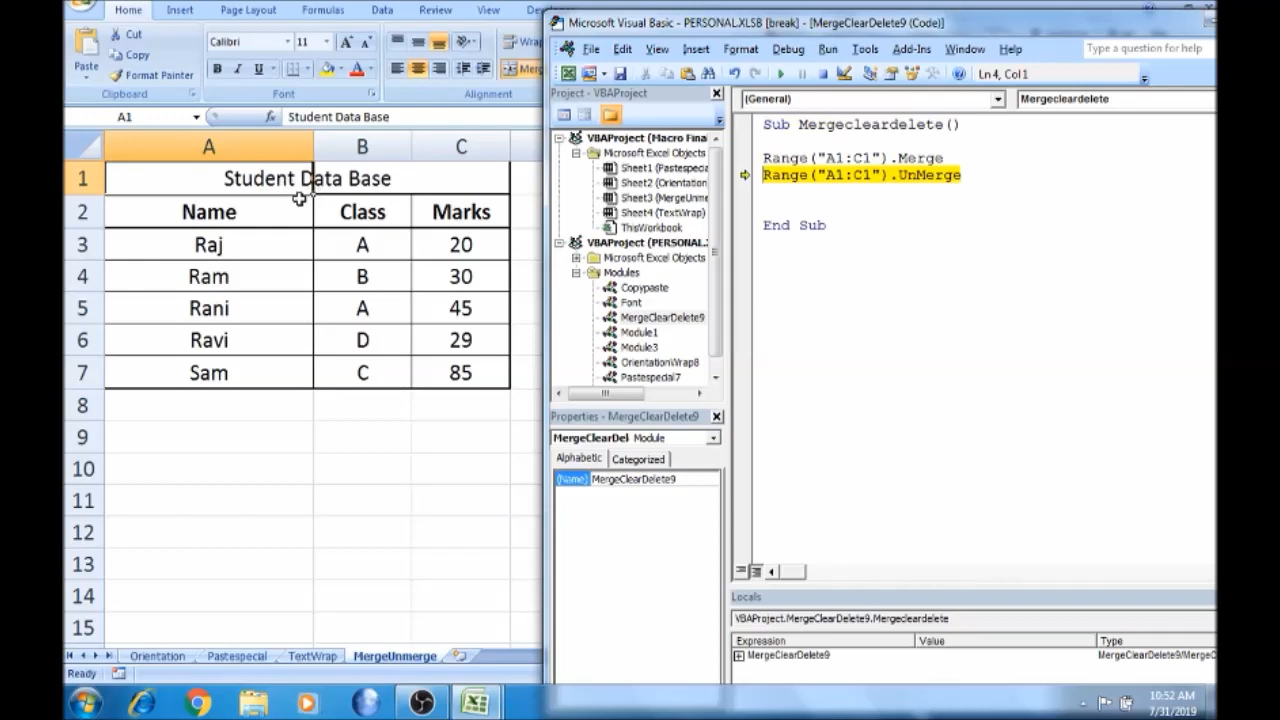 Home Insert Page Layout Formulas Data Review View
Cut
Copy
Format Painter
Paste
Calibri 11
B I U
Clipboard Font Alignment
A1 fx Student Data Base
A B C
1 Student Data Base
2 Name Class Marks
3 Raj A 20
4 Ram B 30
5 Rani A 45
6 Ravi D 29
7 Sam C 85
8
9
10
11
12
13
14
15
Orientation Pastespecial TextWrap MergeUnmerge
Ready
Microsoft Visual Basic - PERSONAL.XLSB [break] - [MergeClearDelete9 (Code)]
File Edit View Insert Format Debug Run Tools Add-Ins Window Help
Type a question for help
Ln 4, Col 1
Project - VBAProject
VBAProject (Macro Fina
Microsoft Excel Objects
Sheet1 (Pastespecia
Sheet2 (Orientation
Sheet3 (MergeUnme
Sheet4 (TextWrap)
ThisWorkbook
VBAProject (PERSONAL.
Microsoft Excel Objects
Modules
Copypaste
Font
MergeClearDelete9
Module1
Module3
OrientationWrap8
Pastespecial7
Properties - MergeClearDelete9
MergeClearDel Module
Alphabetic Categorized
(Name) MergeClearDelete9
(General) Mergecleardelete
Sub Mergecleardelete()
Range("A1:C1").Merge
Range("A1:C1").UnMerge
End Sub
Locals
VBAProject.MergeClearDelete9.Mergecleardelete
Expression Value Type
MergeClearDelete9 MergeClearDelete9/MergeC
10:52 AM
7/31/2019